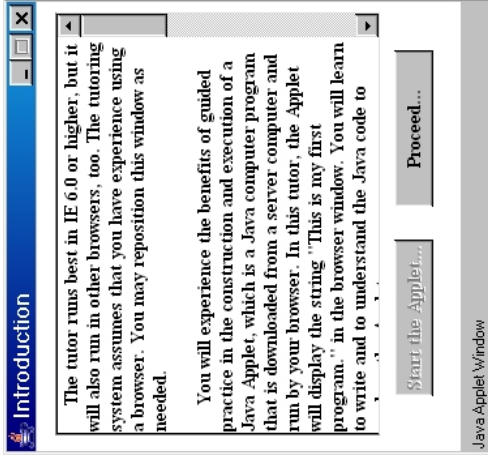 Introduction
The tutor runs best in IE 6.0 or higher, but it
will also run in other browsers, too. The tutoring
system assumes that you have experience using
a browser. You may reposition this window as
needed.
You will experience the benefits of guided
practice in the construction and execution of a
Java Applet, which is a Java computer program
that is downloaded from a server computer and
run by your browser. In this tutor, the Applet
will display the string "This is my first
program." in the browser window. You will learn
to write and to understand the Java code to
Start the Applet...
Proceed...
Java Applet Window